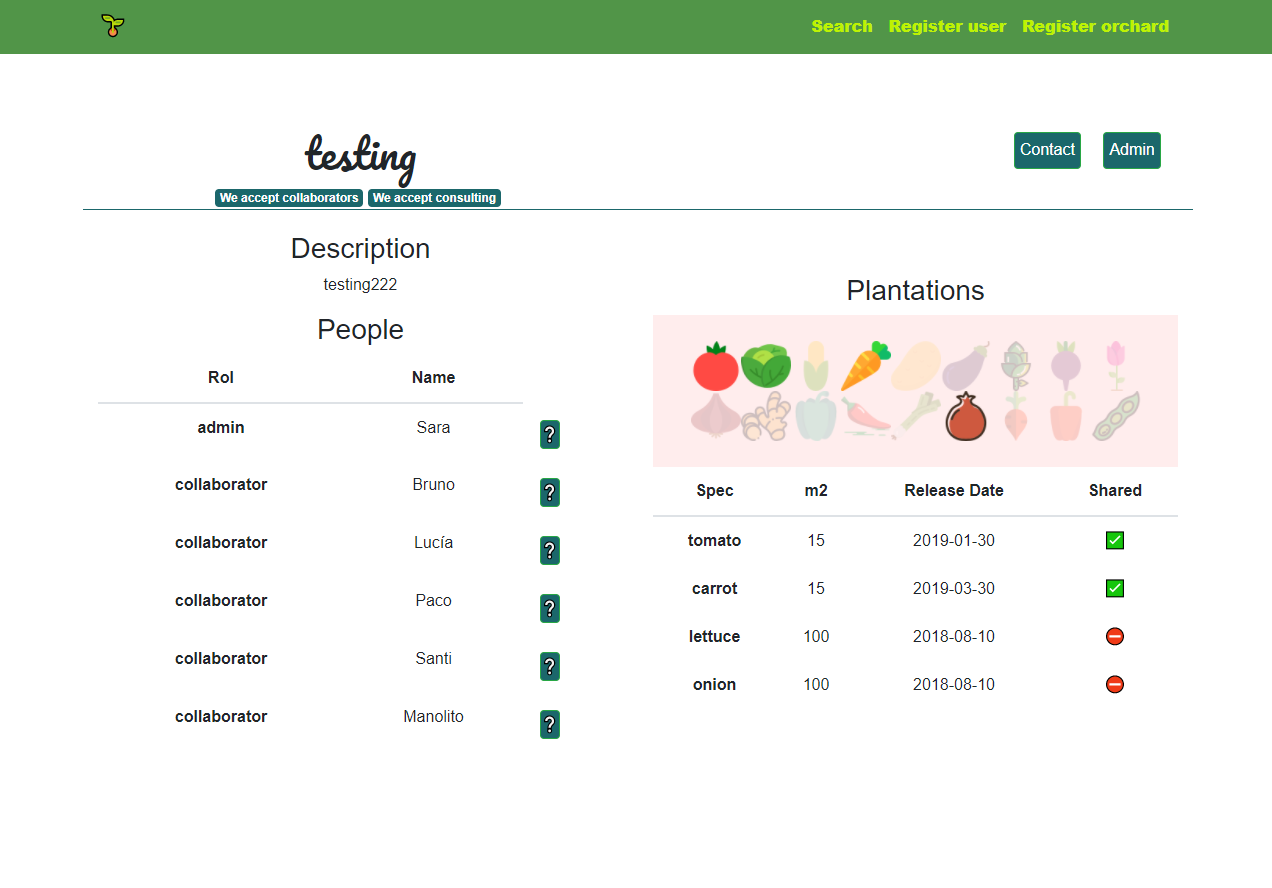 Search Register user Register orchard
testing
Contact Admin
We accept collaborators We accept consulting
Description
testing222
People
Rol Name
admin Sara ?
collaborator Bruno ?
collaborator Lucía ?
collaborator Paco ?
collaborator Santi ?
collaborator Manolito ?
Plantations
Spec m2 Release Date Shared
tomato 15 2019-01-30
carrot 15 2019-03-30
lettuce 100 2018-08-10
onion 100 2018-08-10